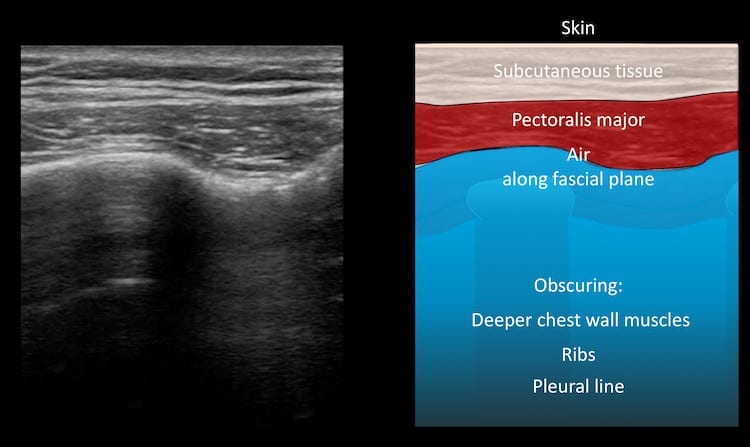 Skin
Subcutaneous tissue
Pectoralis major
Air
along fascial plane
Obscuring:
Deeper chest wall muscles
Ribs
Pleural line